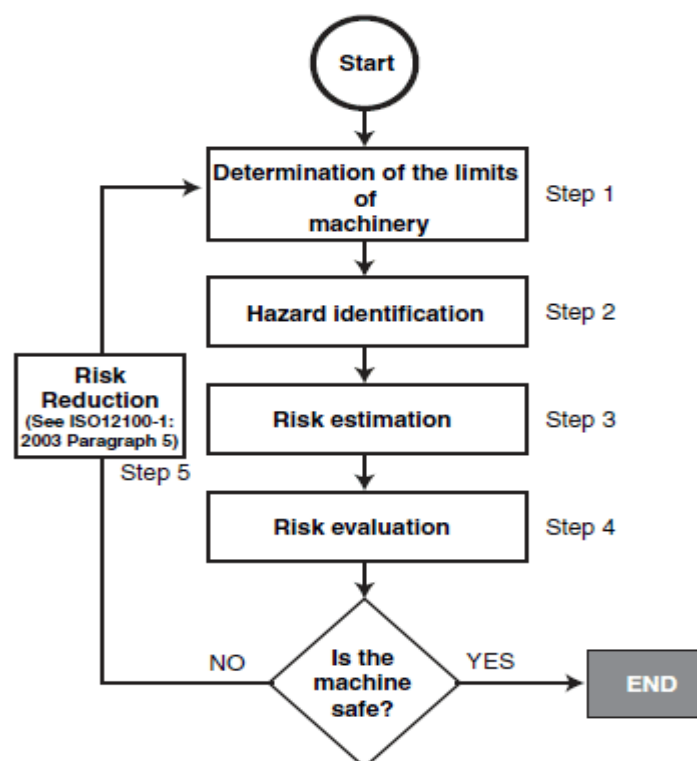 Start
Determination of the limits
of
machinery
Step 1
Hazard identification
Step 2
Risk
Reduction
(See ISO12100-1:
2003 Paragraph 5)
Step 5
Risk estimation
Step 3
Risk evaluation
Step 4
NO
Is the
machine
safe?
YES
END